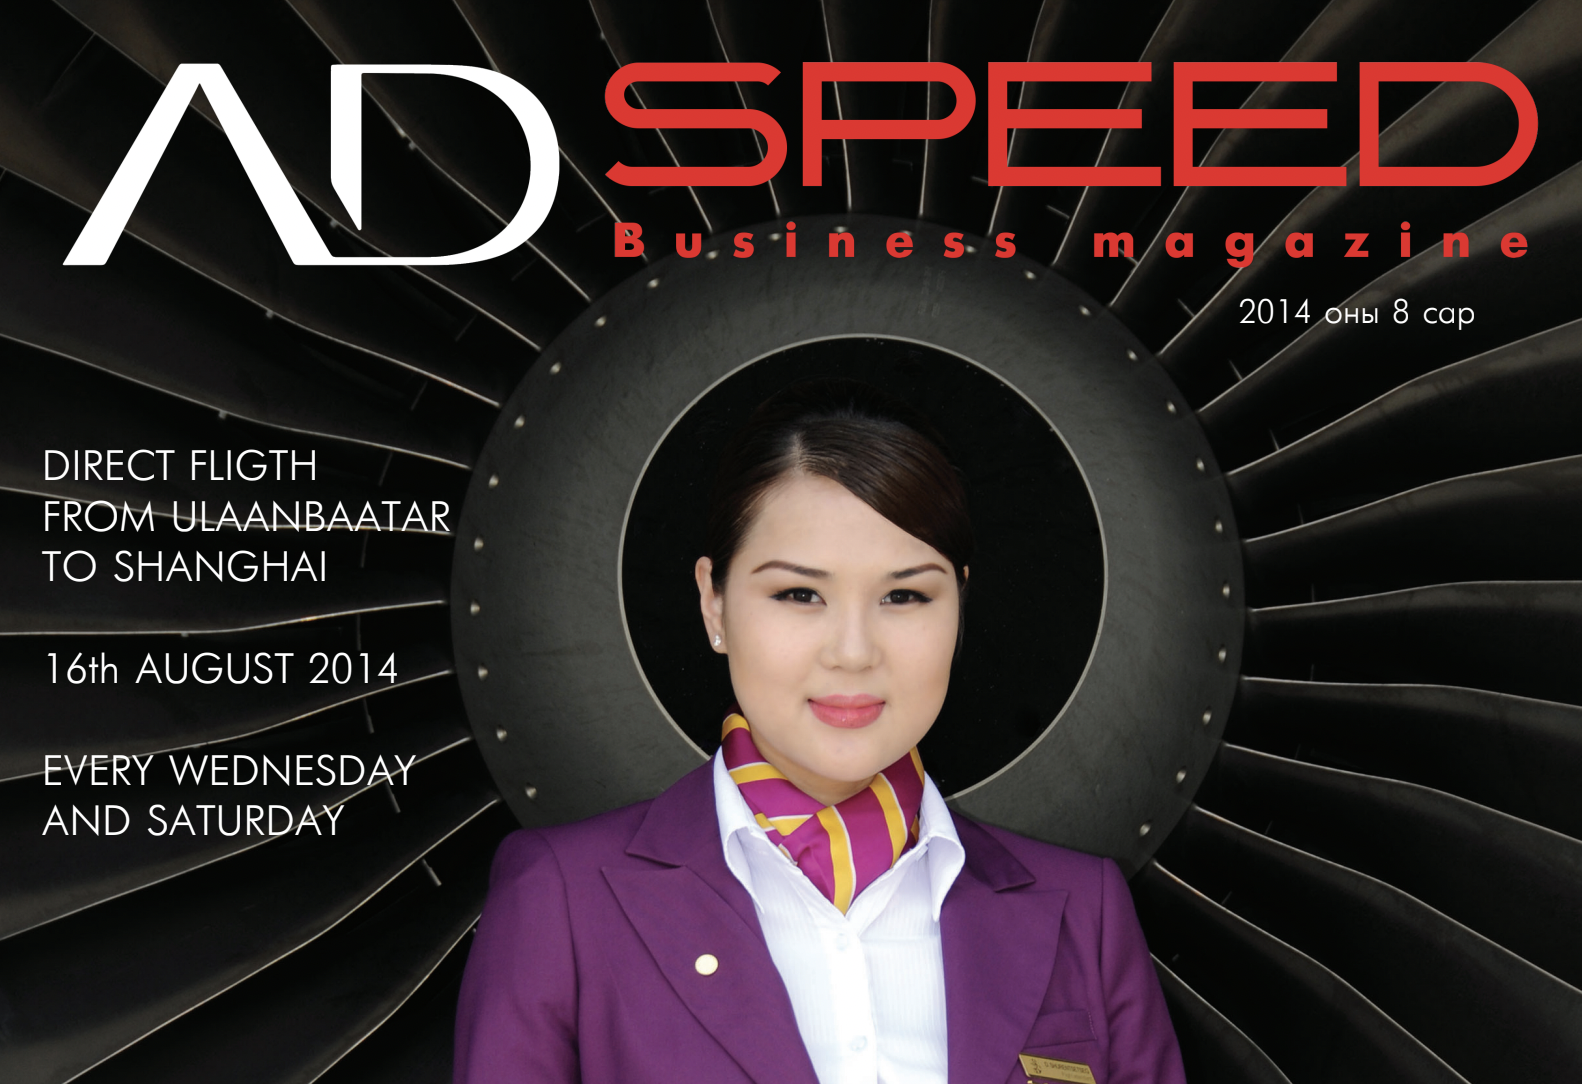 AD SPEED
Business magazine
2014 оны 8 сар
DIRECT FLIGTH
FROM ULAANBAATAR
TO SHANGHAI
16th AUGUST 2014
EVERY WEDNESDAY
AND SATURDAY